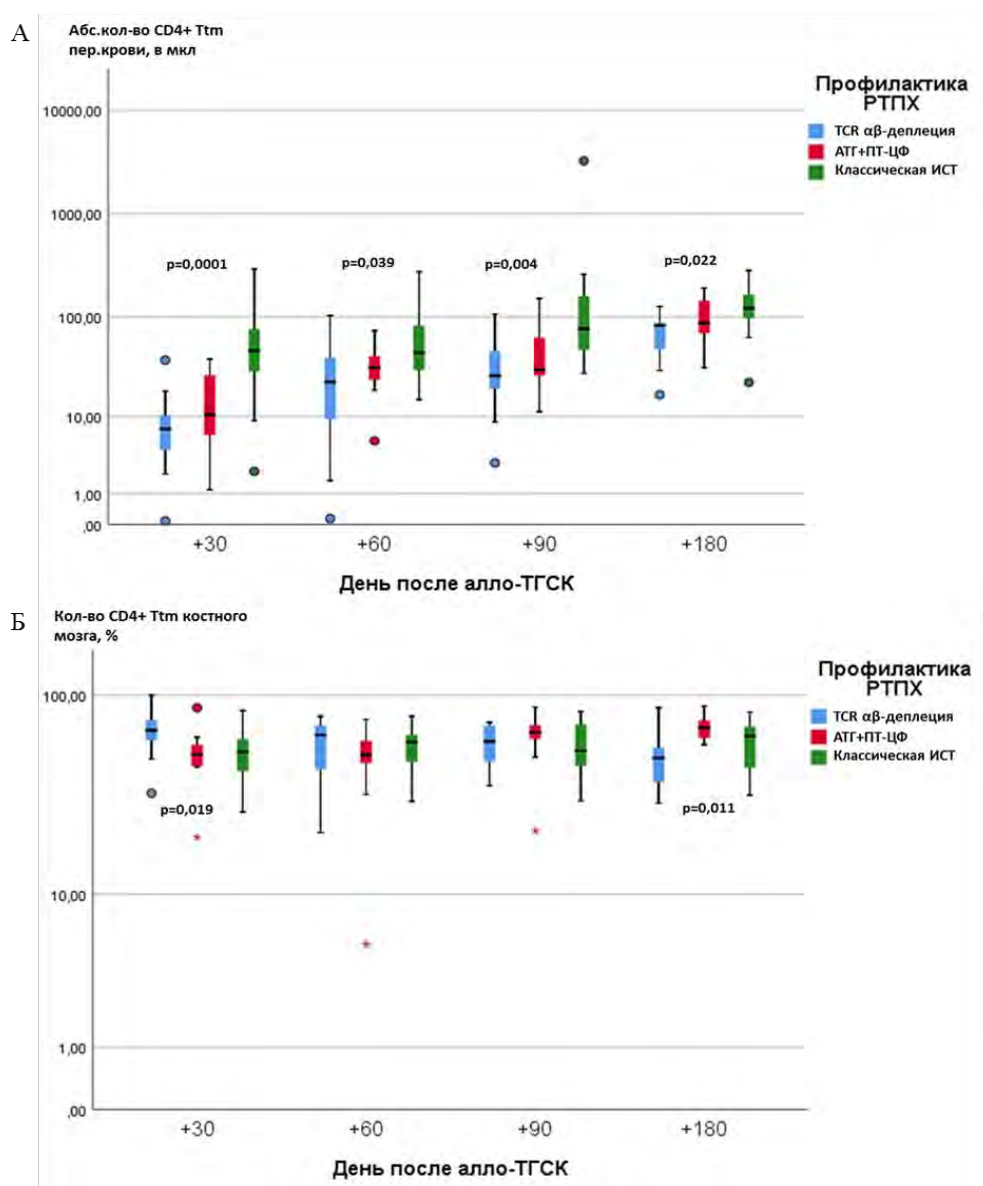 А
Абс.кол-во CD4+ Ttm
пер.крови, в мкл
Профилактика
РТПХ
TCR αβ-деплеция
АТГ+ПТ-ЦФ
Классическая ИСТ
10000,00
1000,00
100,00
10,00
1,00
,00
p=0,0001
p=0,039
p=0,004
p=0,022
+30
+60
+90
+180
День после алло-ТГСК
Б
Кол-во CD4+ Ttm костного
мозга, %
Профилактика
РТПХ
TCR αβ-деплеция
АТГ+ПТ-ЦФ
Классическая ИСТ
100,00
10,00
1,00
,00
p=0,019
p=0,011
+30
+60
+90
+180
День после алло-ТГСК